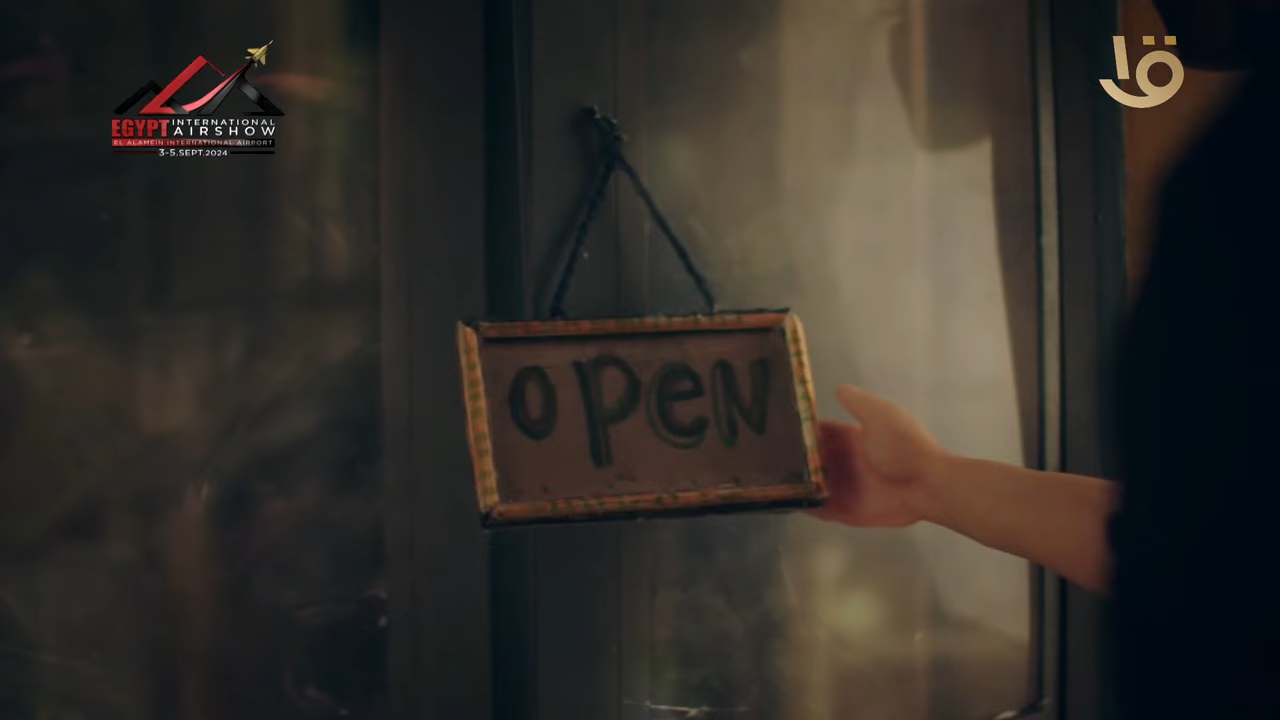 EGYPT INTERNATIONAL
AIRSHOW
EL ALAMEIN INTERNATIONAL AIRPORT
3-5.SEPT.2024
open